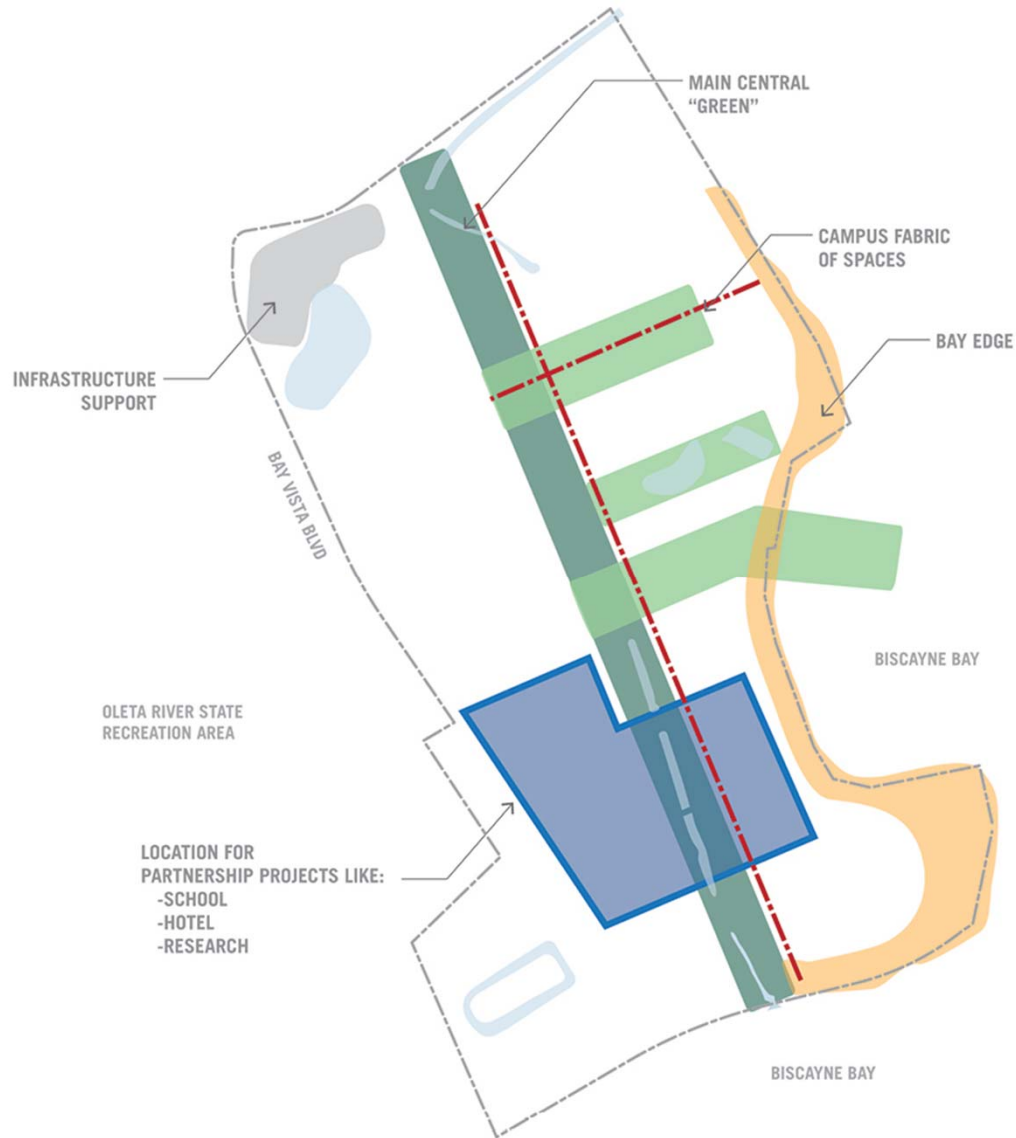 MAIN CENTRAL
“GREEN”
CAMPUS FABRIC
OF SPACES
BAY EDGE
INFRASTRUCTURE
SUPPORT
BAY VISTA BLVD
BISCAYNE BAY
OLETA RIVER STATE
RECREATION AREA
LOCATION FOR
PARTNERSHIP PROJECTS LIKE:
-SCHOOL
-HOTEL
-RESEARCH
BISCAYNE BAY